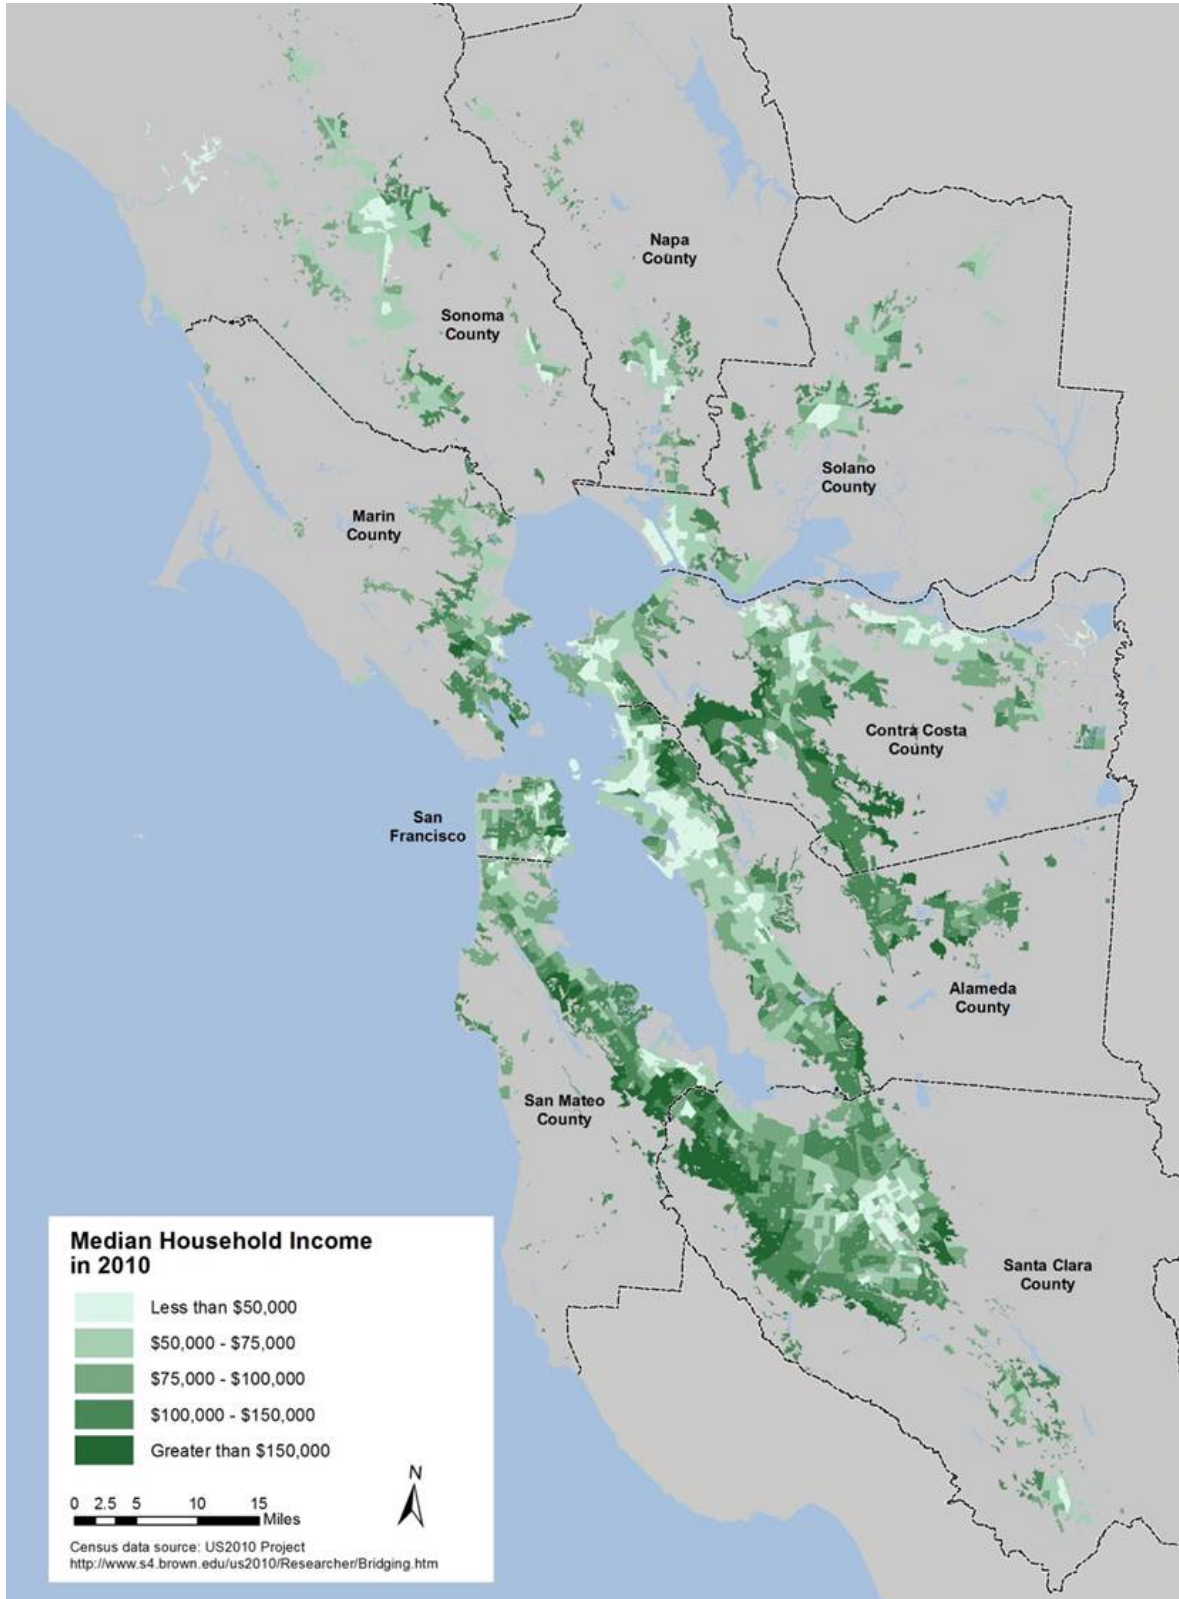 Napa
County
Sonoma
County
Solano
County
Marin
County
Contra Costa
County
San
Francisco
Alameda
County
San Mateo
County
Santa Clara
County
Median Household Income
in 2010
Less than $50,000
$50,000 - $75,000
$75,000 - $100,000
$100,000 - $150,000
Greater than $150,000
N
0 2.5 5 10 15
Miles
Census data source: US2010 Project
http://www.s4.brown.edu/us2010/Researcher/Bridging.htm